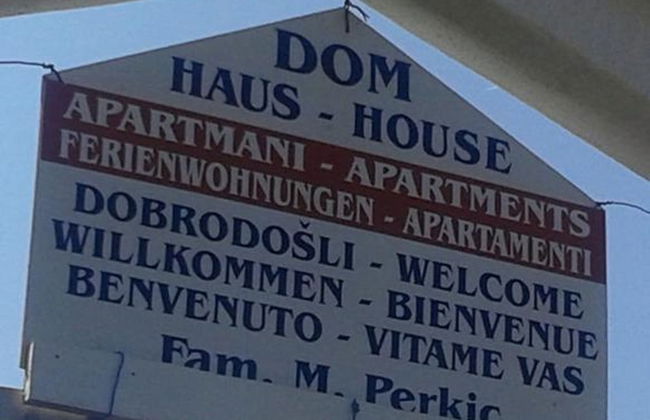 DOM
HAUS - HOUSE
APARTMANI - APARTMENTS
FERIENWOHNUNGEN - APARTAMENTI
DOBRODOŠLI - WELCOME
WILLKOMMEN - BIENVENUE
BENVENUTO - VITAME VAS
Fam. M. Perkic